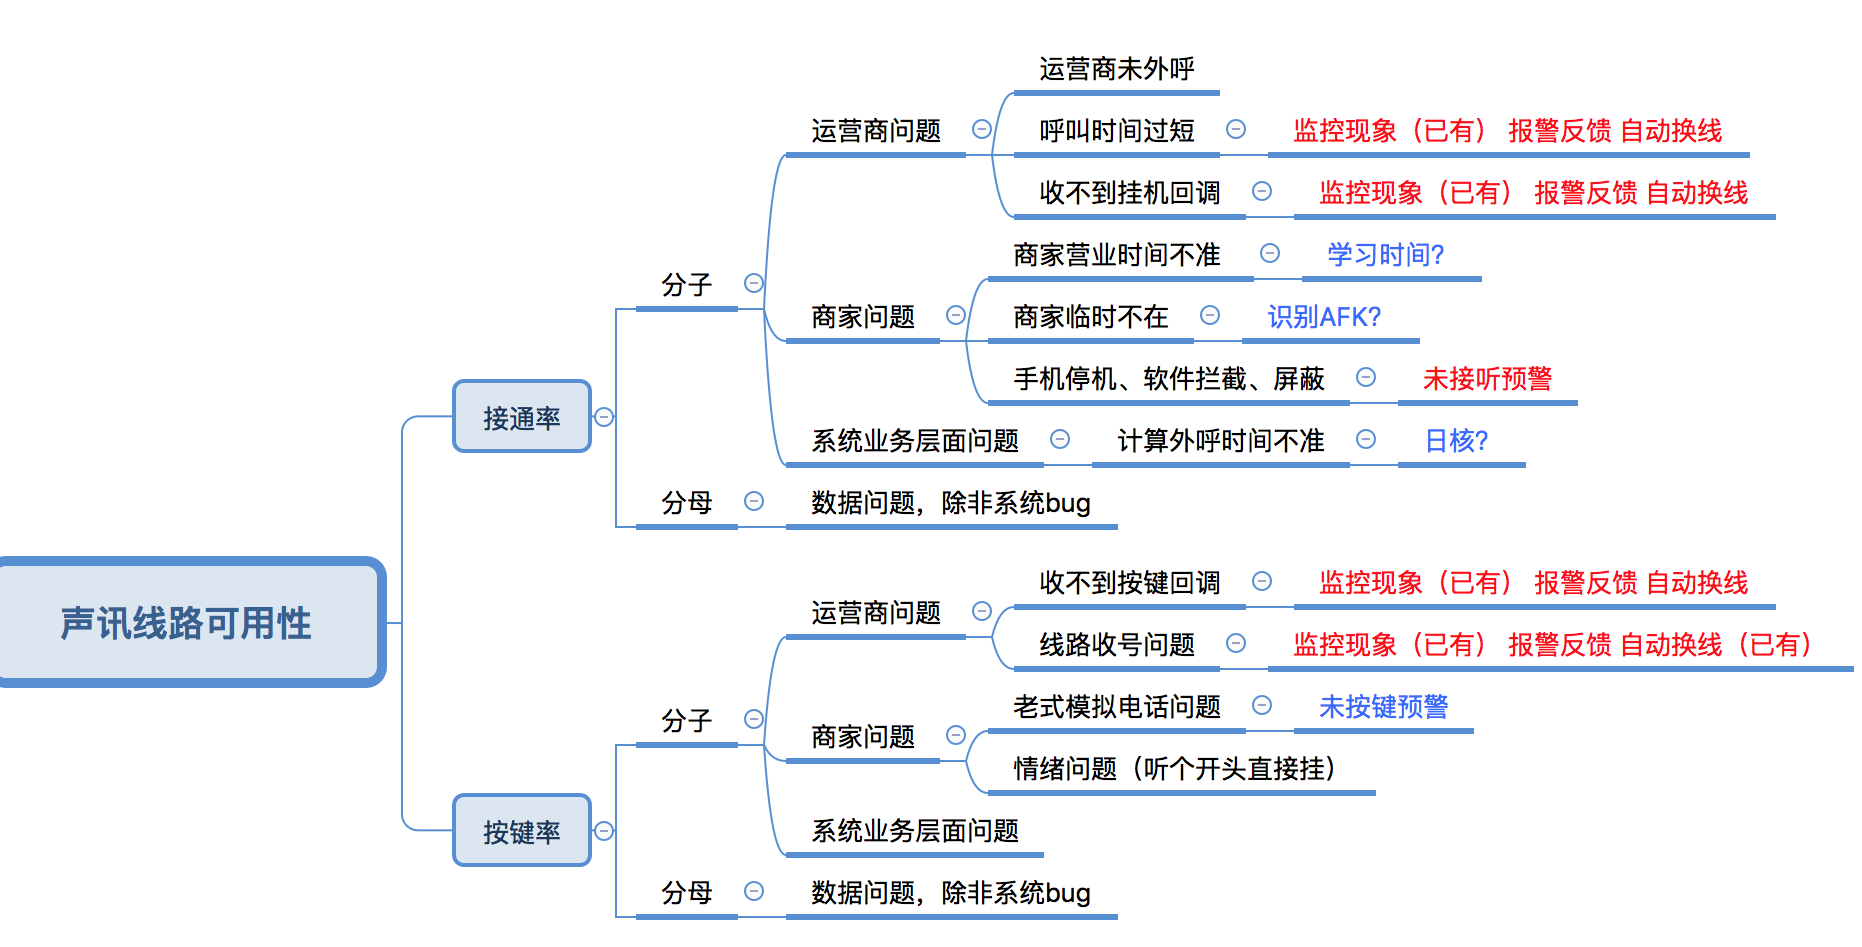 声讯线路可用性
接通率
分子
运营商问题
运营商未外呼
呼叫时间过短
监控现象（已有） 报警反馈 自动换线
收不到挂机回调
监控现象（已有） 报警反馈 自动换线
商家问题
商家营业时间不准
学习时间?
商家临时不在
识别AFK?
手机停机、软件拦截、屏蔽
未接听预警
系统业务层面问题
计算外呼时间不准
日核?
分母
数据问题，除非系统bug
按键率
分子
运营商问题
收不到按键回调
监控现象（已有） 报警反馈 自动换线
线路收号问题
监控现象（已有） 报警反馈 自动换线（已有）
商家问题
老式模拟电话问题
未按键预警
情绪问题（听个开头直接挂）
系统业务层面问题
分母
数据问题，除非系统bug